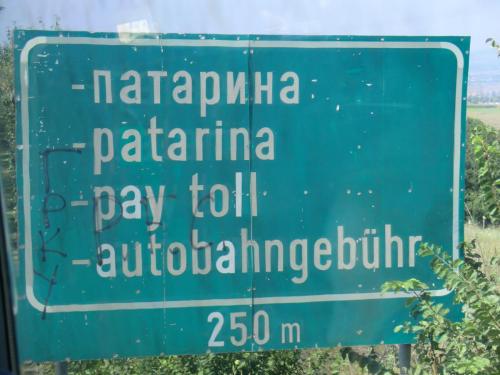 -патарина
-patarina
-pay toll
-autobahngebühr
250 m